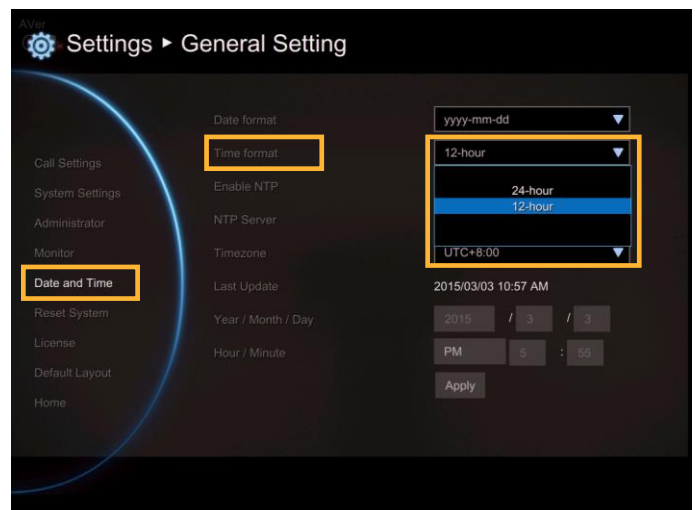 AVer
Settings ► General Setting
Call Settings
System Settings
Administrator
Monitor
Date and Time
Reset System
License
Default Layout
Home
Date format
yyyy-mm-dd ▼
Time format
12-hour ▼
24-hour
12-hour
Enable NTP
NTP Server
Timezone
UTC+8:00 ▼
Last Update
2015/03/03 10:57 AM
Year / Month / Day
2015 / 3 / 3
Hour / Minute
PM 5 : 55
Apply